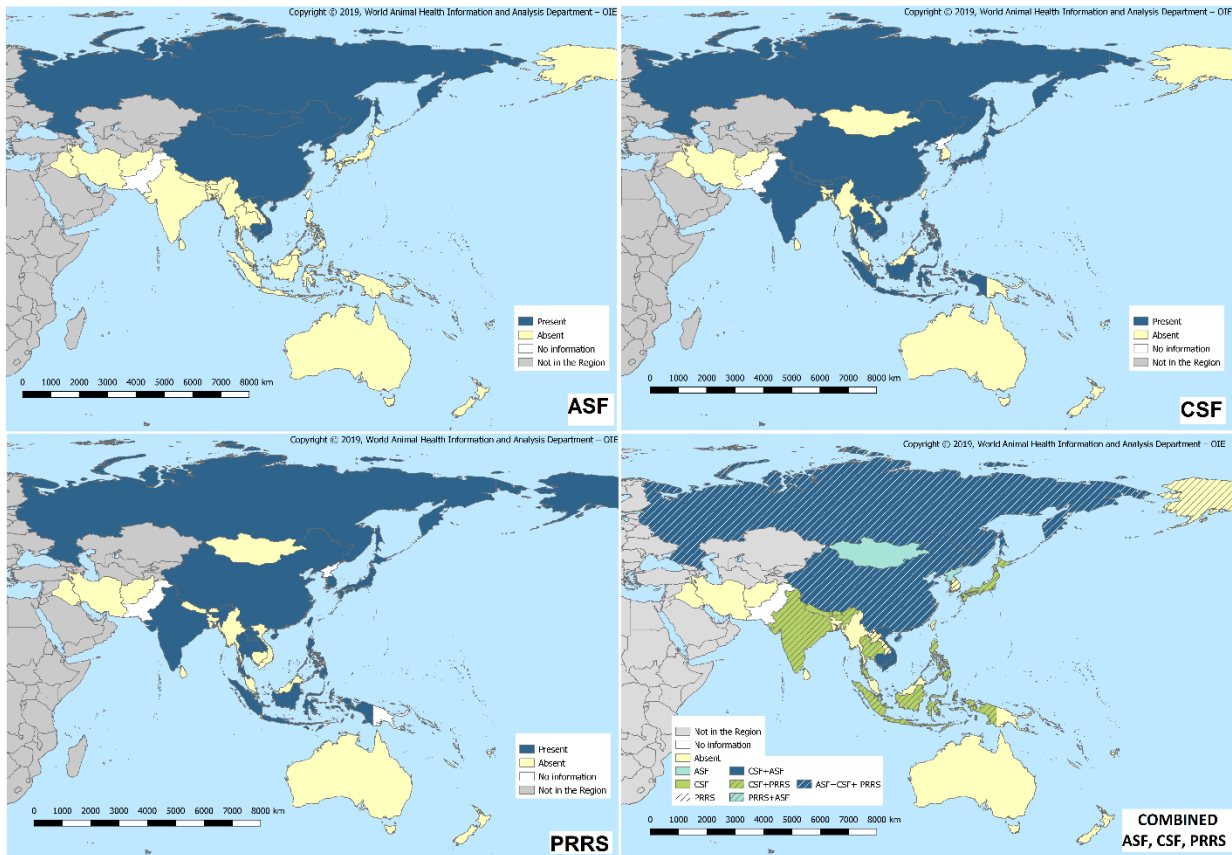 Copyright © 2019, World Animal Health Information and Analysis Department – OIE
Present
Absent
No information
Not in the Region
0 1000 2000 3000 4000 5000 6000 7000 8000 km
ASF
Copyright © 2019, World Animal Health Information and Analysis Department – OIE
Present
Absent
No information
Not in the Region
0 1000 2000 3000 4000 5000 6000 7000 8000 km
CSF
Copyright © 2019, World Animal Health Information and Analysis Department – OIE
Present
Absent
No information
Not in the Region
0 1000 2000 3000 4000 5000 6000 7000 8000 km
PRRS
Copyright © 2019, World Animal Health Information and Analysis Department – OIE
Not in the Region
No information
Absent
ASF CSF+ASF
CSF CSF+PRRS ASF-CSF+ PRRS
PRRS PRRS+ASF
0 1000 2000 3000 4000 5000 6000 7000 8000 km
COMBINED
ASF, CSF, PRRS